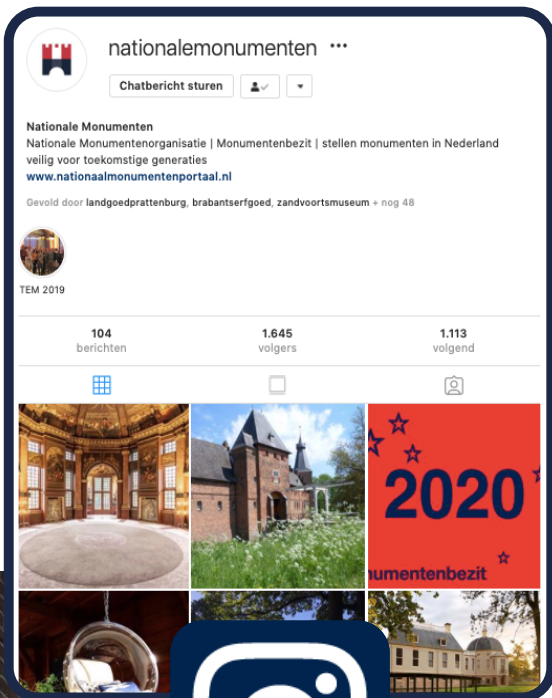 nationalemonumenten
Chatbericht sturen
Nationale Monumenten
Nationale Monumentenorganisatie | Monumentenbezit | stellen monumenten in Nederland
veilig voor toekomstige generaties
www.nationaalmonumentenportaal.nl
Gevold door landgoedprattenburg, brabantserfgoed, zandvoortsmuseum + nog 48
TEM 2019
104 1.645 1.113
berichten volgers volgend
2020
numentenbezit